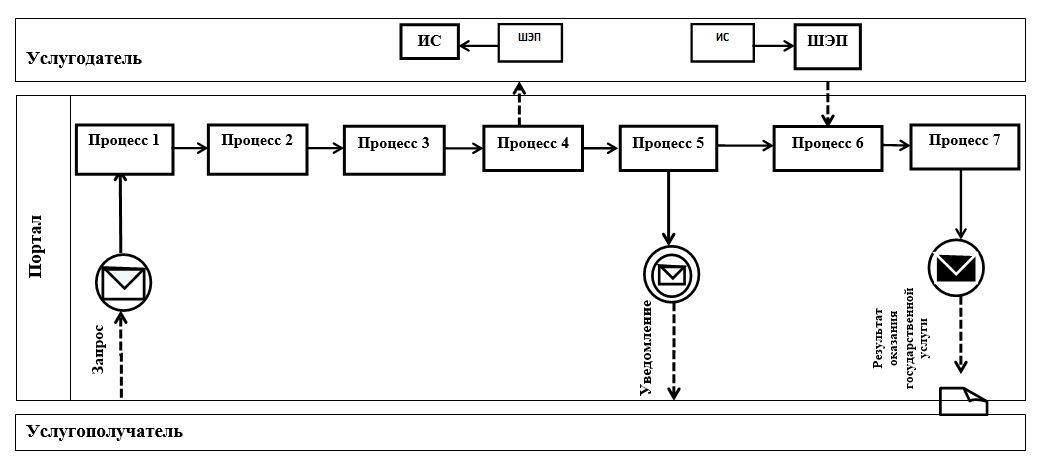 Услугодатель
ИС
ШЭП
ИС
ШЭП
Портал
Процесс 1
Процесс 2
Процесс 3
Процесс 4
Процесс 5
Процесс 6
Процесс 7
Запрос
Уведомление
Результат
оказания
государственной
услуги
Услугополучатель